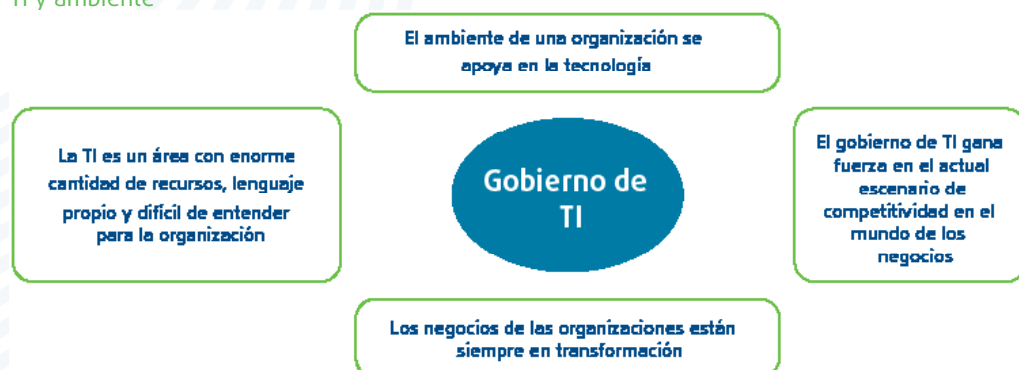 TI y ambiente
El ambiente de una organización se
apoya en la tecnología
La TI es un área con enorme
cantidad de recursos, lenguaje
propio y difícil de entender
para la organización
Gobierno de
TI
El gobierno de TI gana
fuerza en el actual
escenario de
competitividad en el
mundo de los
negocios
Los negocios de las organizaciones están
siempre en transformación